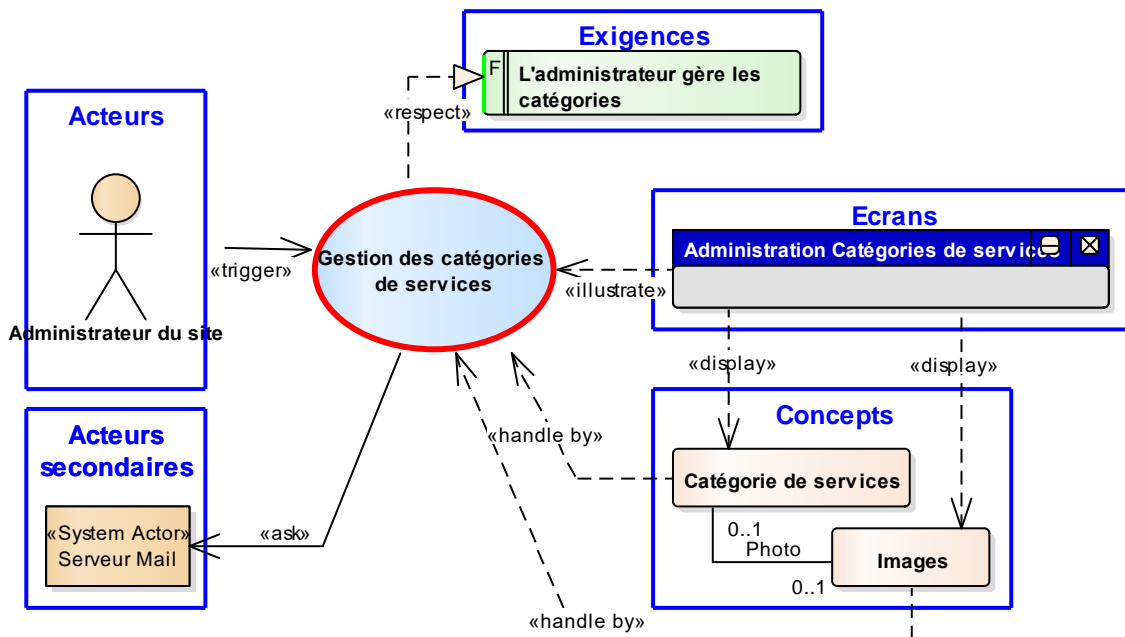 Exigences
F
L'administrateur gère les
catégories
«respect»
Acteurs
Administrateur du site
«trigger»
Gestion des catégories
de services
Ecrans
Administration Catégories de services
«illustrate»
«display»
«display»
Acteurs
secondaires
«System Actor»
Serveur Mail
«ask»
«handle by»
Concepts
Catégorie de services
0..1
Photo
Images
0..1
«handle by»